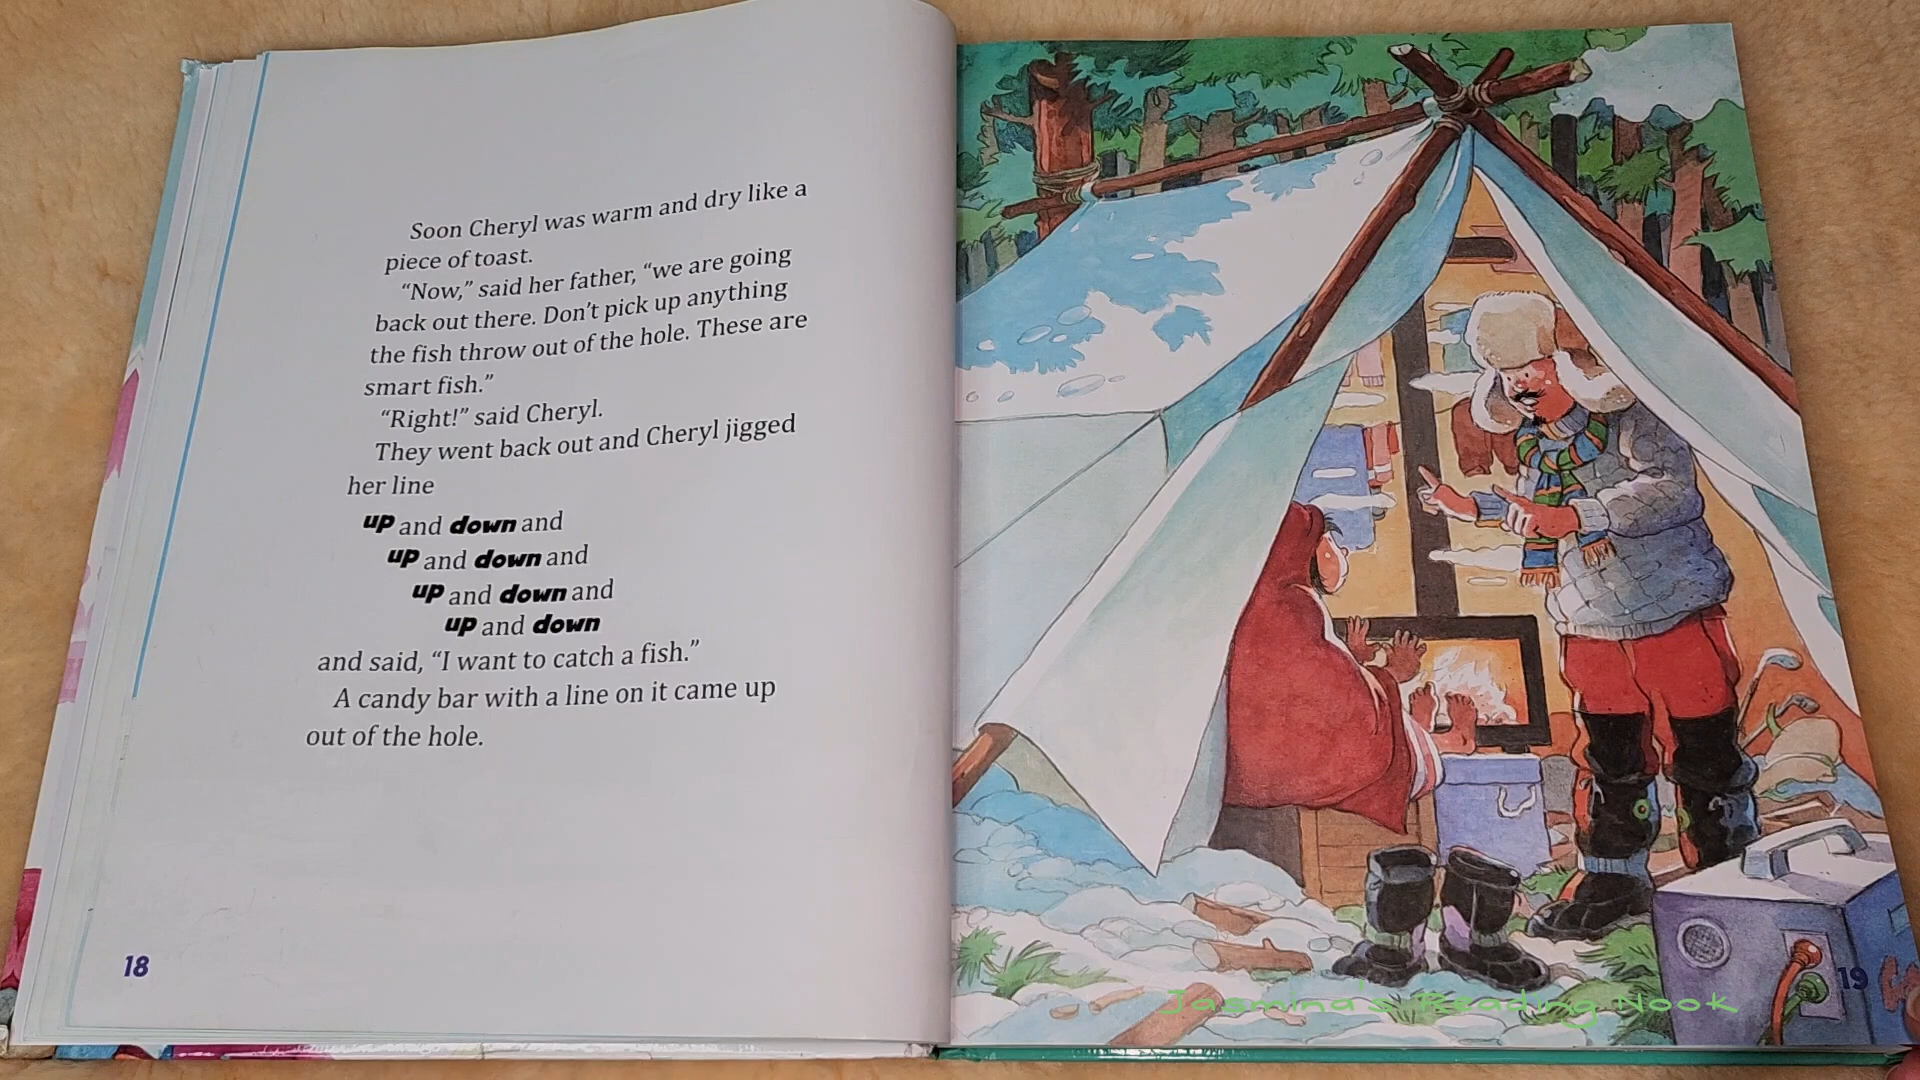 Soon Cheryl was warm and dry like a
piece of toast.
“Now,” said her father, “we are going
back out there. Don’t pick up anything
the fish throw out of the hole. These are
smart fish.”
“Right!” said Cheryl.
They went back out and Cheryl jigged
her line
up and down and
up and down and
up and down and
up and down
and said, “I want to catch a fish.”
A candy bar with a line on it came up
out of the hole.
18
19
Jasmina's Reading Nook